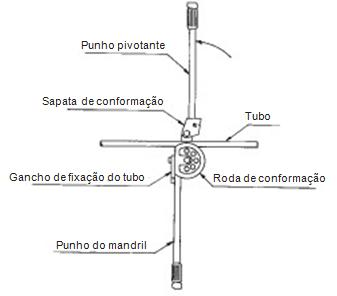 Punho pivotante
Sapata de conformação
Tubo
Gancho de fixação do tubo
Roda de conformação
Punho do mandril